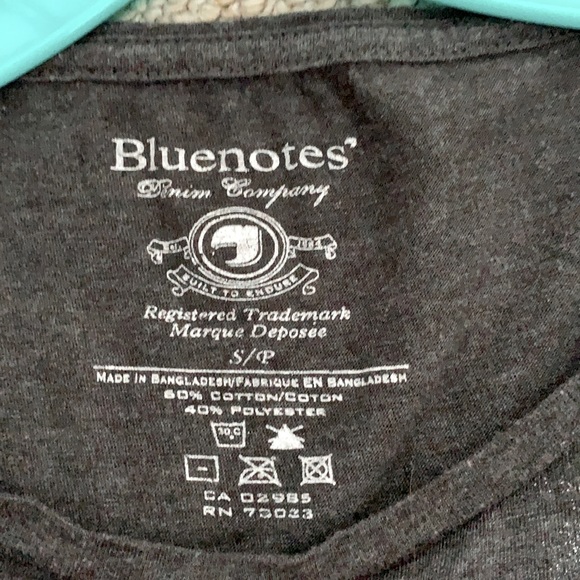 Bluenotes'
Denim Company
BUILT TO ENDURE
Registered Trademark
Marque Deposée
S/P
MADE IN BANGLADESH/FABRIQUE EN BANGLADESH
60% COTTON/COTON
40% POLYESTER
30°C
CA 02985
RN 73023